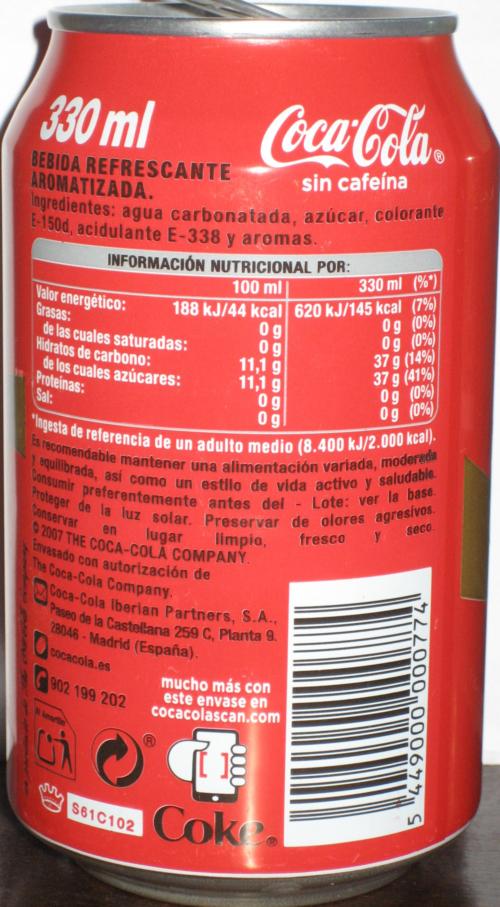 330 ml
Coca-Cola®
sin cafeína
BEBIDA REFRESCANTE
AROMATIZADA.
Ingredientes: agua carbonatada, azúcar, colorante
E-150d, acidulante E-338 y aromas.
INFORMACIÓN NUTRICIONAL POR:
100 ml 330 ml (%*)
Valor energético: 188 kJ/44 kcal 620 kJ/145 kcal (7%)
Grasas: 0 g 0 g (0%)
de las cuales saturadas: 0 g 0 g (0%)
Hidratos de carbono: 11,1 g 37 g (14%)
de los cuales azúcares: 11,1 g 37 g (41%)
Proteínas: 0 g 0 g (0%)
Sal: 0 g 0 g (0%)
*Ingesta de referencia de un adulto medio (8.400 kJ/2.000 kcal).
Es recomendable mantener una alimentación variada, moderada
y equilibrada, así como un estilo de vida activo y saludable.
Consumir preferentemente antes del - Lote: ver la base.
Proteger de la luz solar. Preservar de olores agresivos.
Conservar en lugar limpio, fresco y seco.
© 2007 THE COCA-COLA COMPANY.
Envasado con autorización de
The Coca-Cola Company.
Coca-Cola Iberian Partners, S.A.,
Paseo de la Castellana 259 C, Planta 9.
28046 - Madrid (España).
cocacola.es
902 199 202
mucho más con
este envase en
cocacolascan.com
Al Amarillo
®
S61C102
Coke®
5 449000 000774